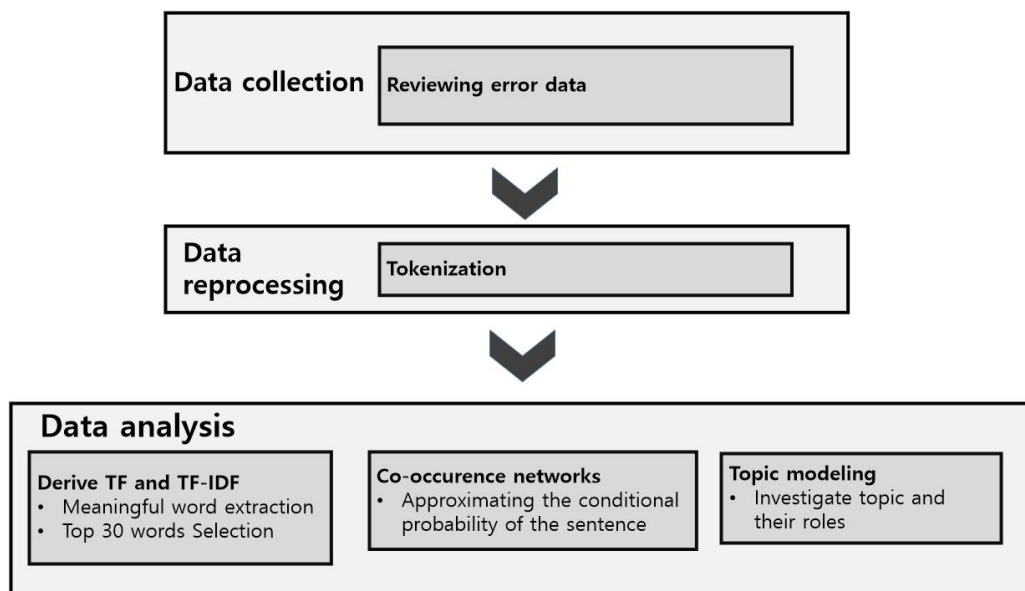 Data collection
Reviewing error data
Data
reprocessing
Tokenization
Data analysis
Derive TF and TF-IDF
• Meaningful word extraction
• Top 30 words Selection
Co-occurence networks
• Approximating the conditional
probability of the sentence
Topic modeling
• Investigate topic and
their roles